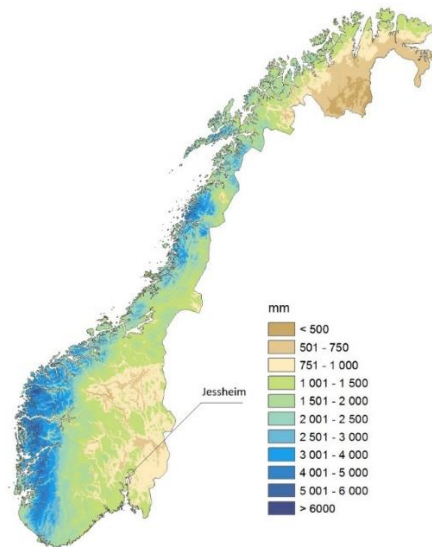 mm
< 500
501 - 750
751 - 1 000
1 001 - 1 500
1 501 - 2 000
2 001 - 2 500
2 501 - 3 000
3 001 - 4 000
4 001 - 5 000
5 001 - 6 000
> 6000
Jessheim